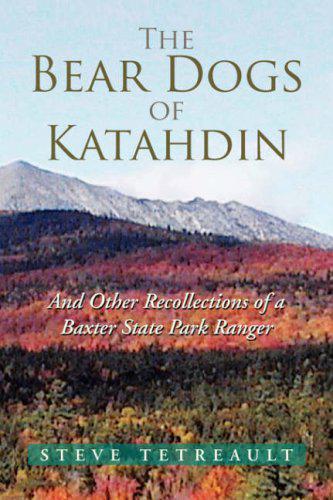 THE
BEAR DOGS
OF
KATAHDIN
And Other Recollections of a
Baxter State Park Ranger
STEVE TETREAULT